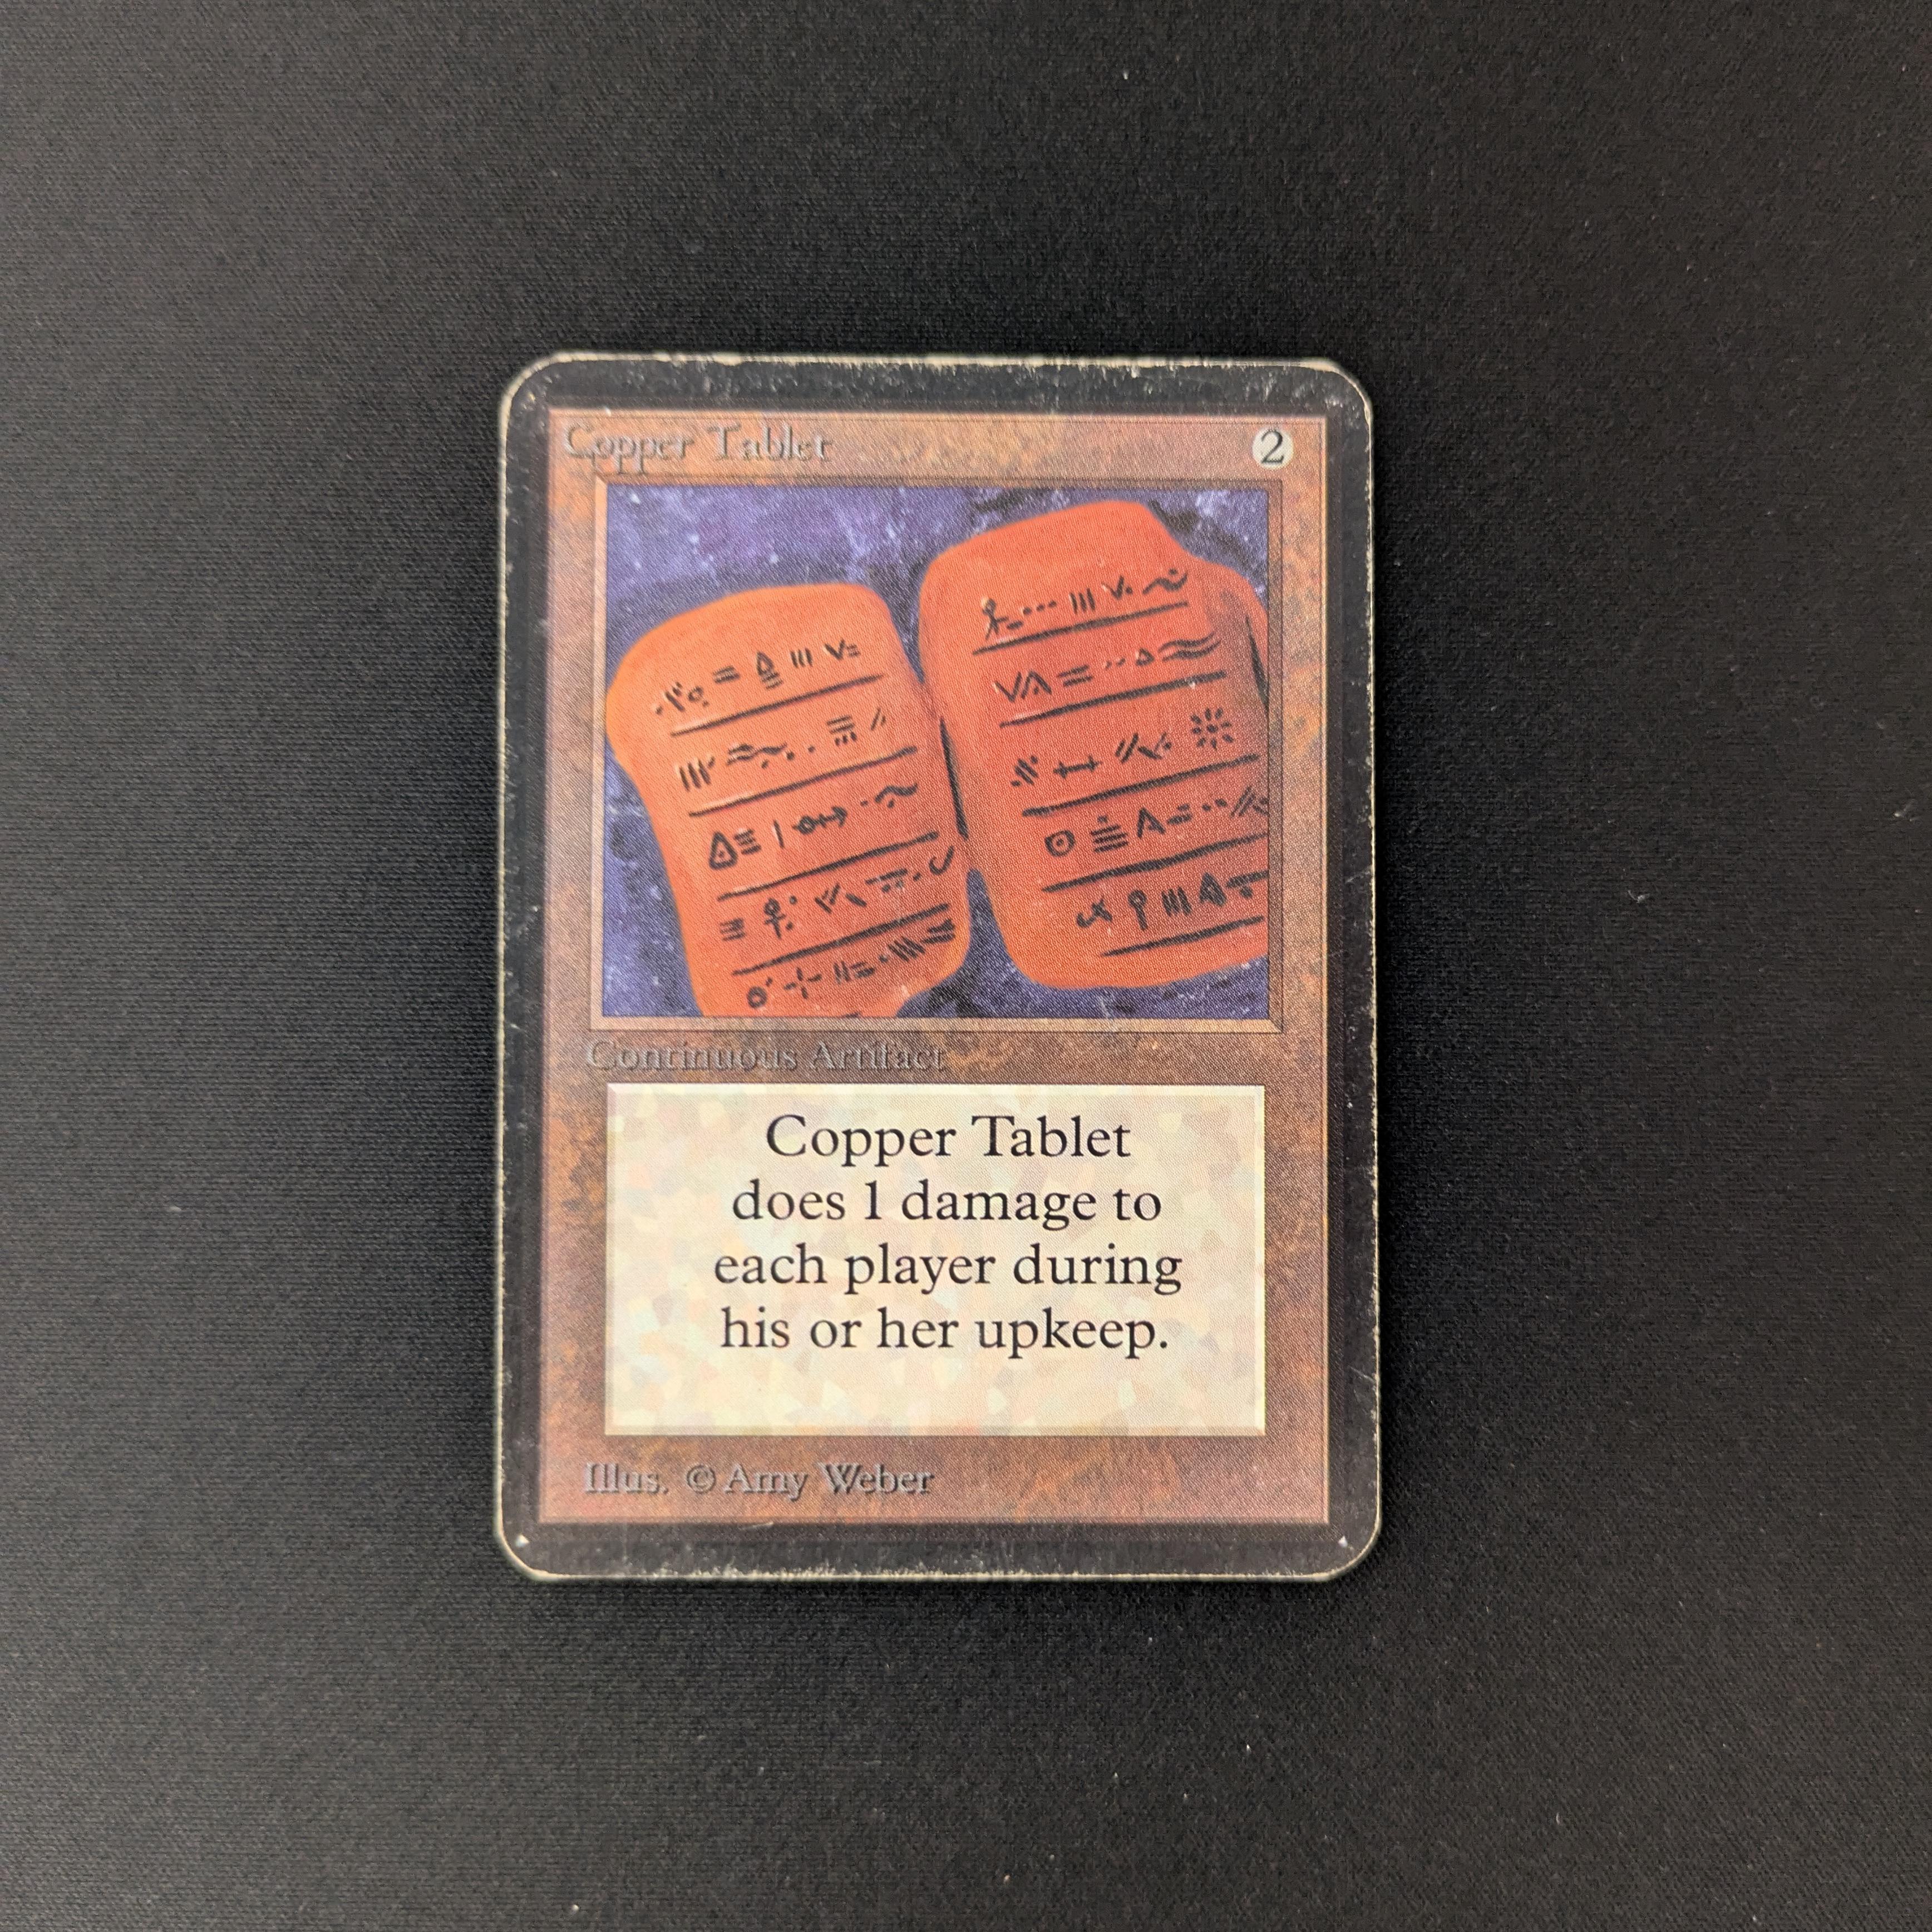 Copper Tablet 2
Continuous Artifact
Copper Tablet
does 1 damage to
each player during
his or her upkeep.
Illus. © Amy Weber